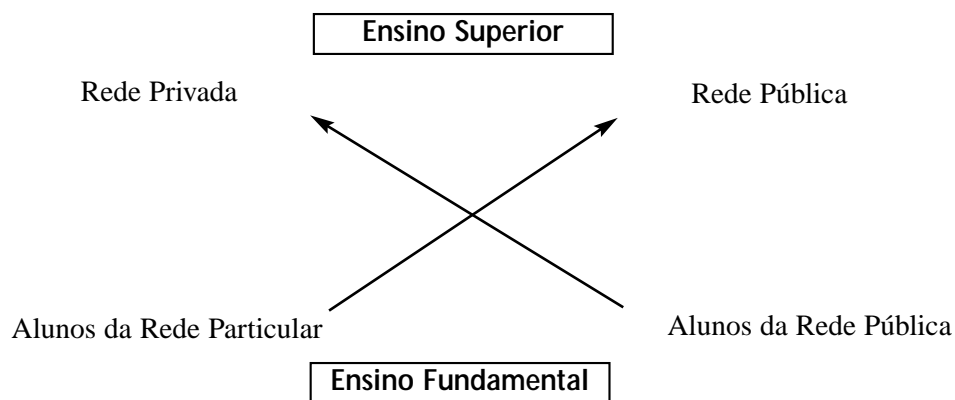 Ensino Superior
Rede Privada
Rede Pública
Alunos da Rede Particular
Alunos da Rede Pública
Ensino Fundamental